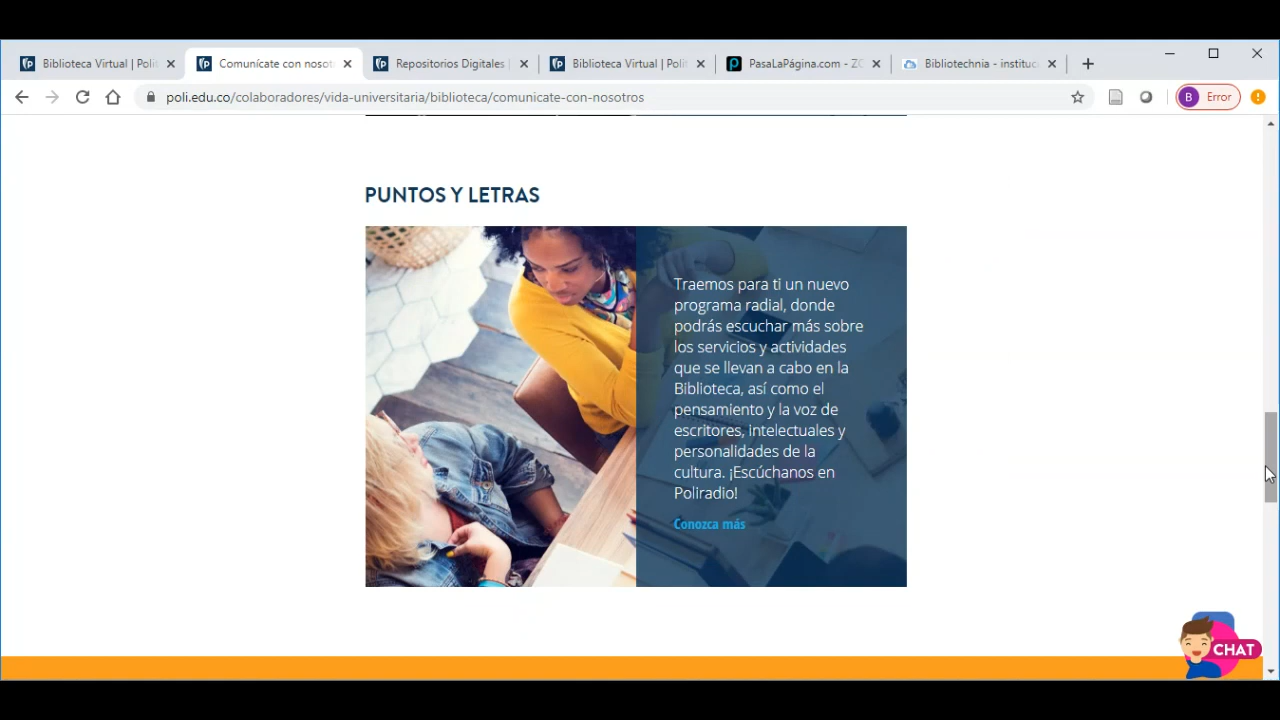 Biblioteca Virtual | Polit
Comunícate con nosot
Repositorios Digitales |
Biblioteca Virtual | Polit
PasaLaPágina.com - ZO
Bibliotechnia - instituc
poli.edu.co/colaboradores/vida-universitaria/biblioteca/comunicate-con-nosotros
B Error
PUNTOS Y LETRAS
Traemos para ti un nuevo
programa radial, donde
podrás escuchar más sobre
los servicios y actividades
que se llevan a cabo en la
Biblioteca, así como el
pensamiento y la voz de
escritores, intelectuales y
personalidades de la
cultura. ¡Escúchanos en
Poliradio!
Conozca más
CHAT